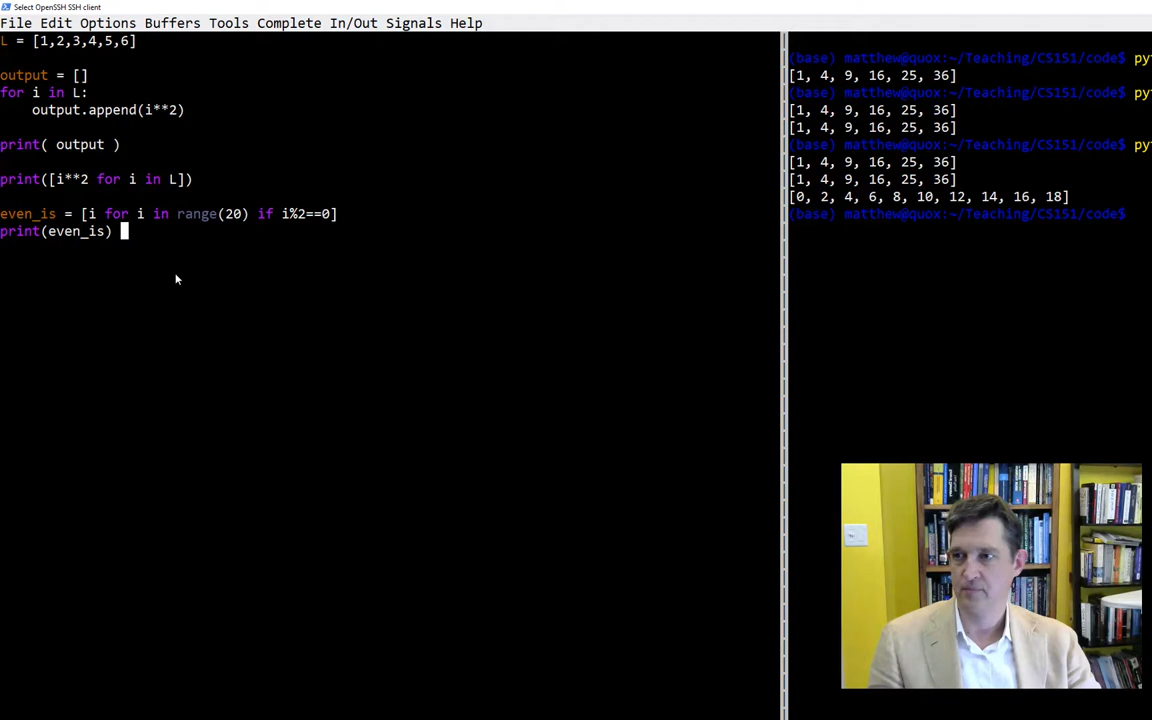 Select OpenSSH SSH client
File Edit Options Buffers Tools Complete In/Out Signals Help
L = [1,2,3,4,5,6]
output = []
for i in L:
    output.append(i**2)
print( output )
print([i**2 for i in L])
even_is = [i for i in range(20) if i%2==0]
print(even_is)
(base) matthew@quox:~/Teaching/CS151/code$ pyt
[1, 4, 9, 16, 25, 36]
(base) matthew@quox:~/Teaching/CS151/code$ pyt
[1, 4, 9, 16, 25, 36]
[1, 4, 9, 16, 25, 36]
(base) matthew@quox:~/Teaching/CS151/code$ pyt
[1, 4, 9, 16, 25, 36]
[1, 4, 9, 16, 25, 36]
[0, 2, 4, 6, 8, 10, 12, 14, 16, 18]
(base) matthew@quox:~/Teaching/CS151/code$